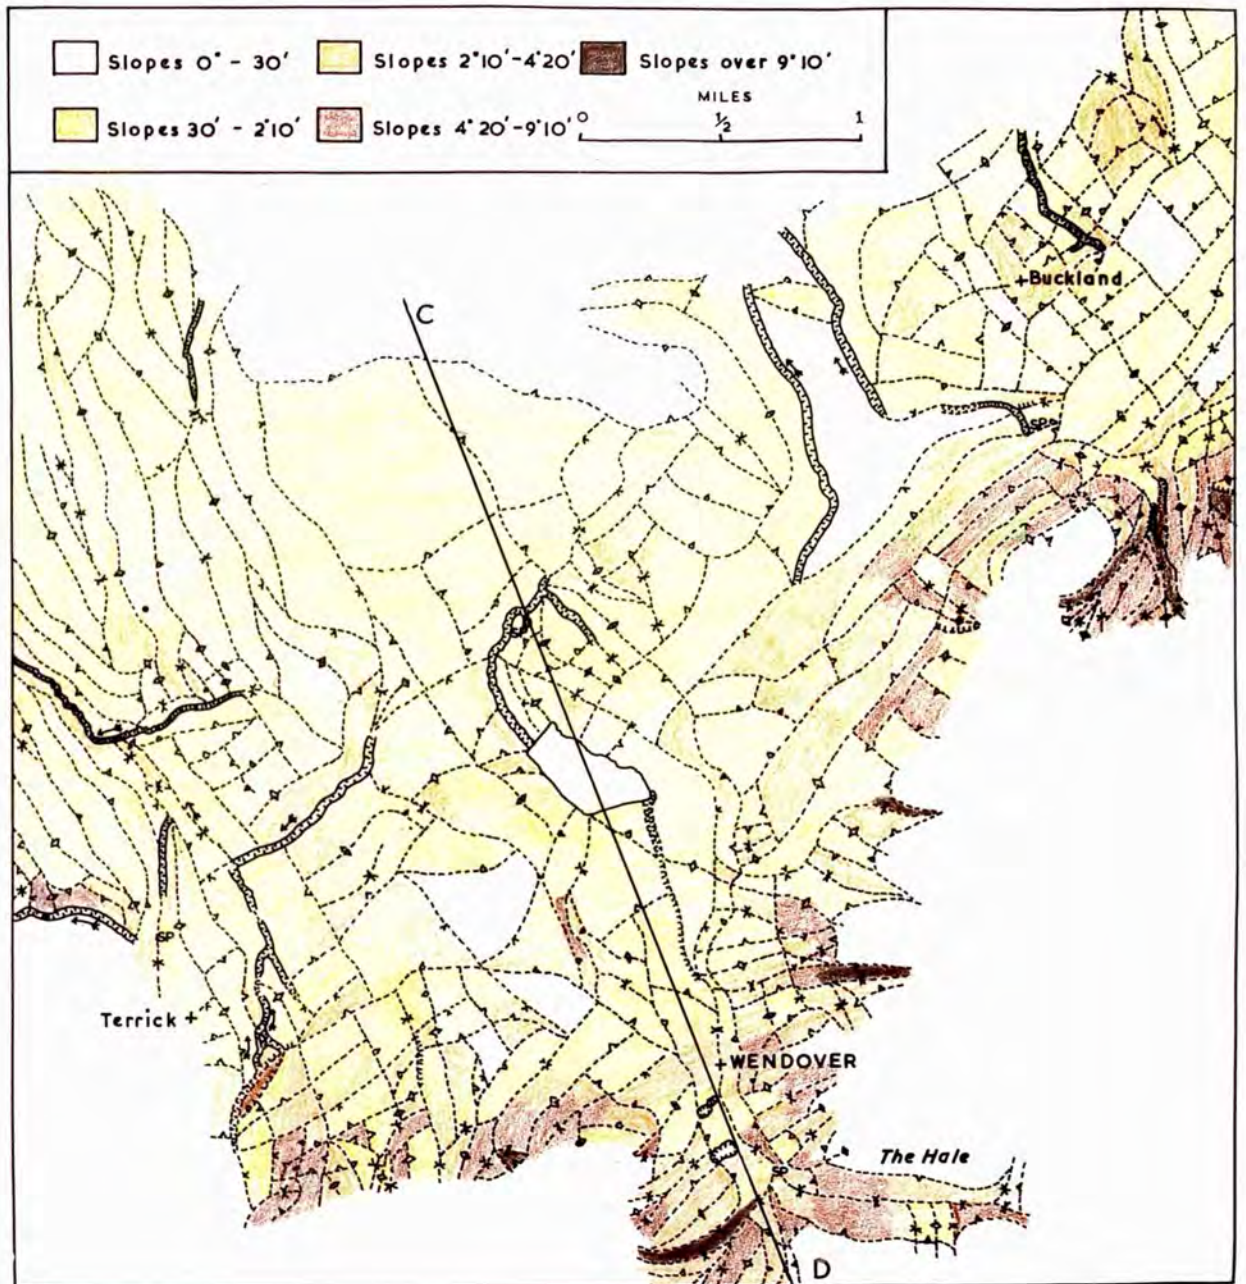 Slopes 0° - 30'
Slopes 2°10'-4°20'
Slopes over 9°10'
Slopes 30' - 2°10'
Slopes 4°20'-9°10'
MILES
0 ½ 1
Buckland
C
SP
SP
Terrick
WENDOVER
The Hale
SP
D